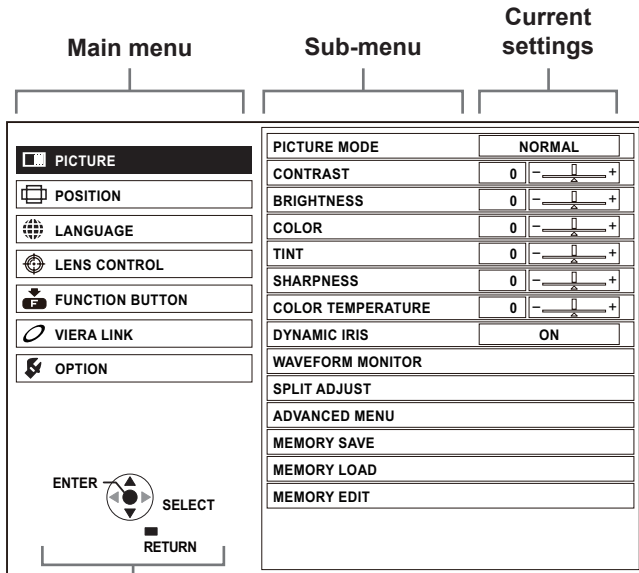 Main menu
Sub-menu
Current
settings
PICTURE
POSITION
LANGUAGE
LENS CONTROL
F FUNCTION BUTTON
VIERA LINK
OPTION
ENTER
SELECT
RETURN
PICTURE MODE NORMAL
CONTRAST 0 – +
BRIGHTNESS 0 – +
COLOR 0 – +
TINT 0 – +
SHARPNESS 0 – +
COLOR TEMPERATURE 0 – +
DYNAMIC IRIS ON
WAVEFORM MONITOR
SPLIT ADJUST
ADVANCED MENU
MEMORY SAVE
MEMORY LOAD
MEMORY EDIT